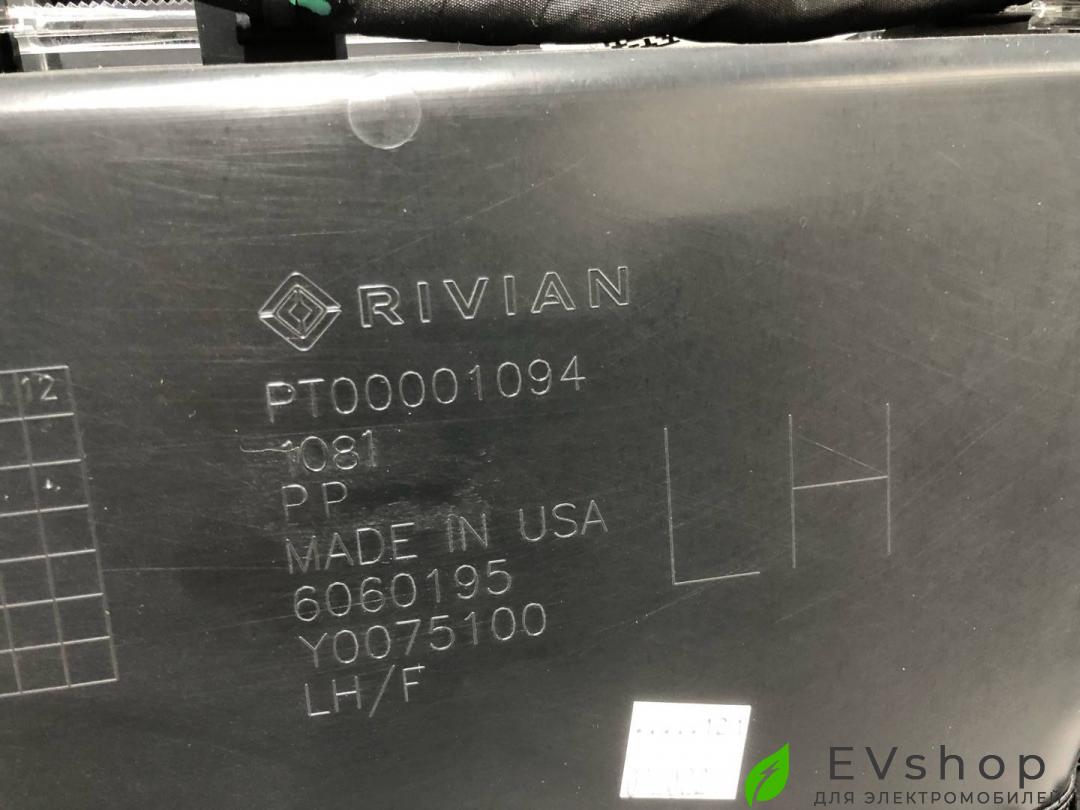 RIVIAN
PT00001094
1081
PP
MADE IN USA
6060195
Y0075100
LH/F
LH
12
EVshop
ДЛЯ ЭЛЕКТРОМОБИЛЕЙ